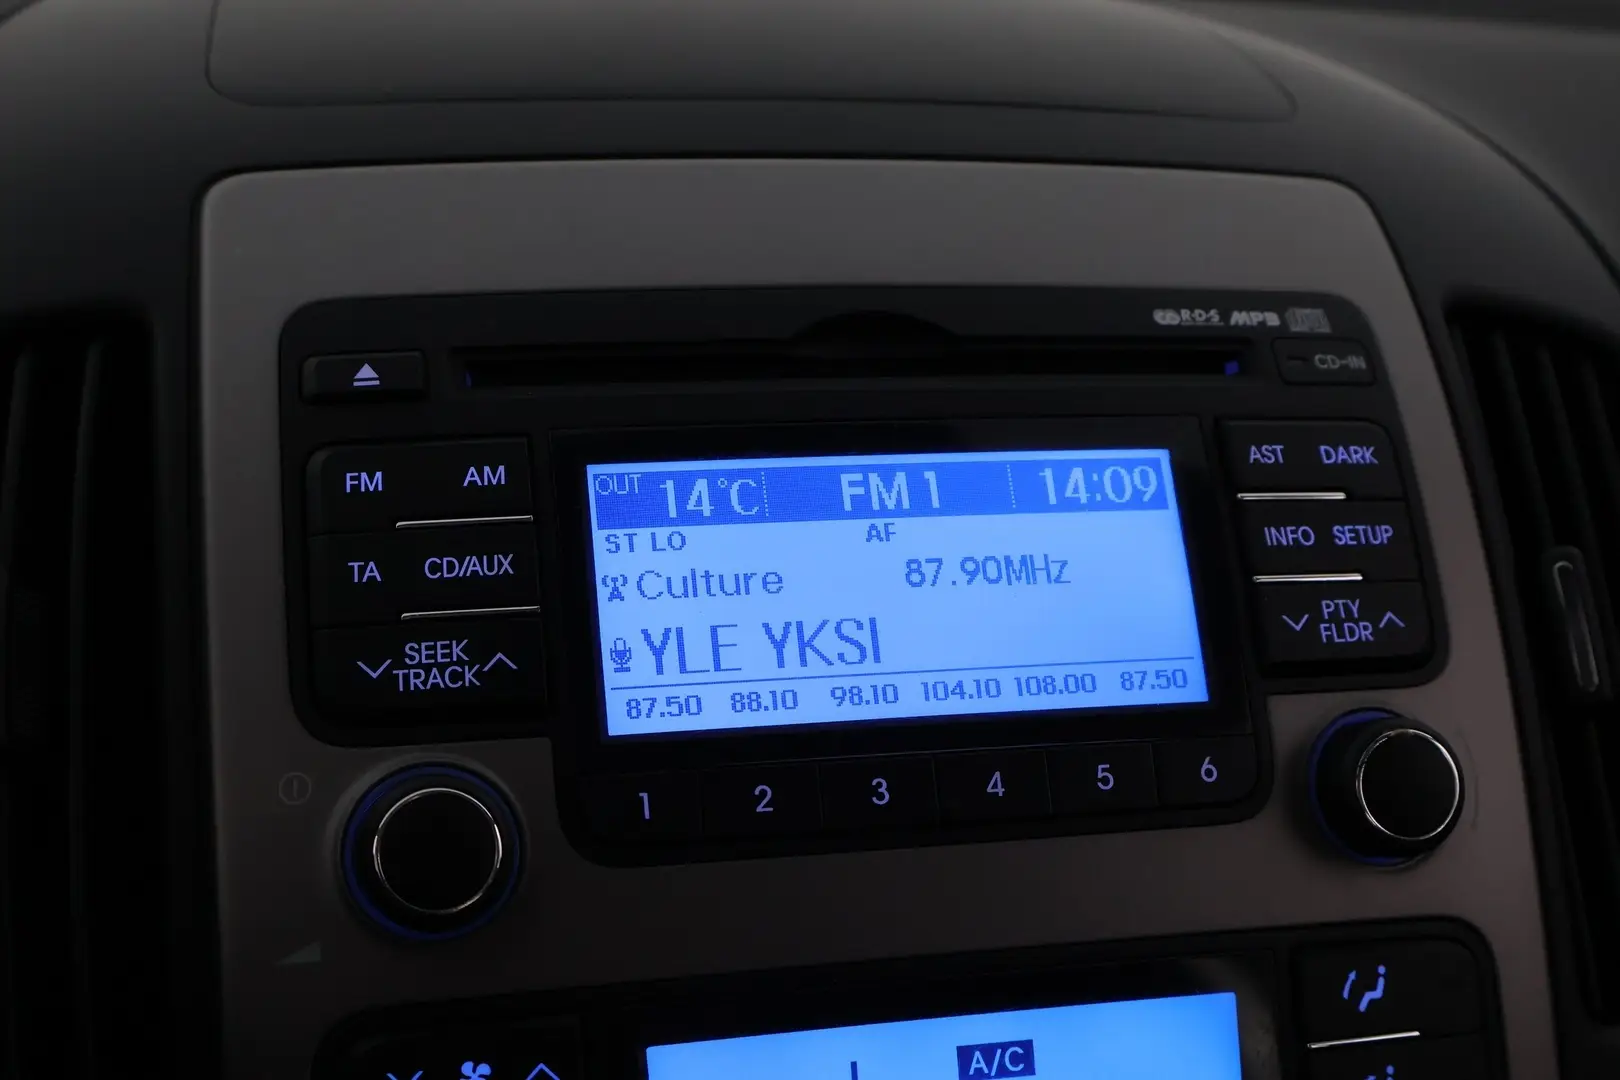 R·D·S MP3
CD-IN
FM AM
AST DARK
OUT 14°C FM 1 14:09
ST LO AF
TA CD/AUX
INFO SETUP
Culture 87.90MHz
PTY
FLDR
SEEK
TRACK
YLE YKSI
87.50 88.10 98.10 104.10 108.00 87.50
1 2 3 4 5 6
A/C